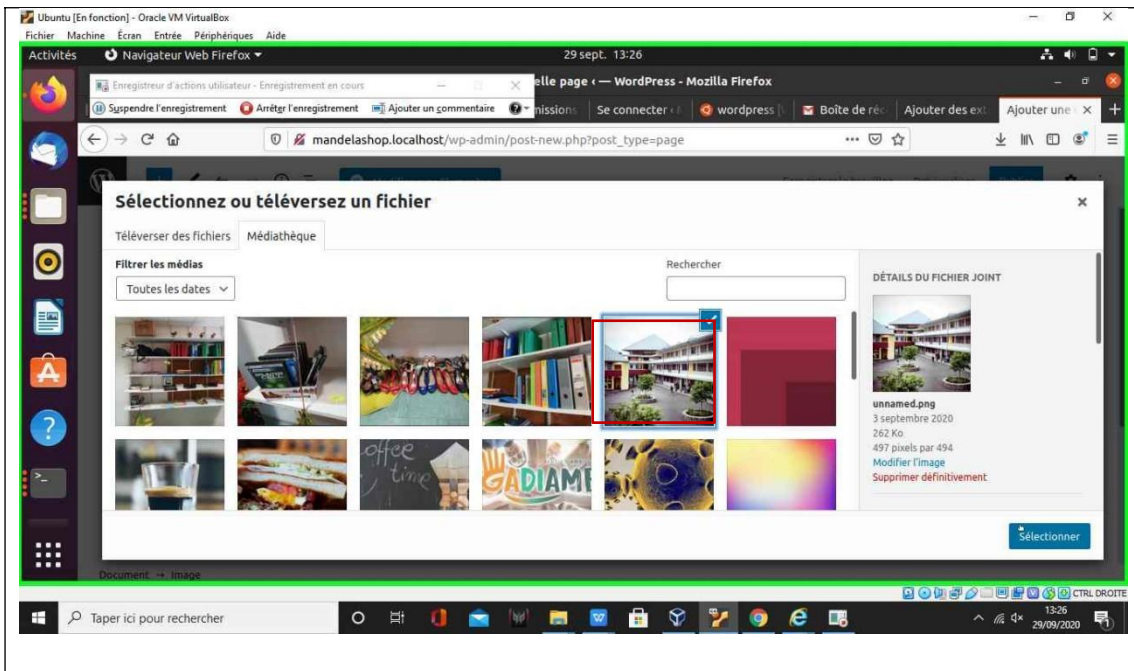 Ubuntu [En fonction] - Oracle VM VirtualBox
Fichier Machine Écran Entrée Périphériques Aide
Activités Navigateur Web Firefox 29 sept. 13:26
Enregistreur d'actions utilisateur - Enregistrement en cours elle page ‹ — WordPress - Mozilla Firefox
Suspendre l'enregistrement Arrêter l'enregistrement Ajouter un commentaire missions Se connecter ‹ wordpress Boîte de réc Ajouter des ext Ajouter une
mandelashop.localhost/wp-admin/post-new.php?post_type=page
Sélectionnez ou téléversez un fichier
Téléverser des fichiers Médiathèque
Filtrer les médias Rechercher
Toutes les dates
DÉTAILS DU FICHIER JOINT
unnamed.png
3 septembre 2020
262 Ko
497 pixels par 494
Modifier l'image
Supprimer définitivement
coffee
time
GADIAME
Sélectionner
Document → Image
CTRL DROITE
Taper ici pour rechercher
13:26
29/09/2020